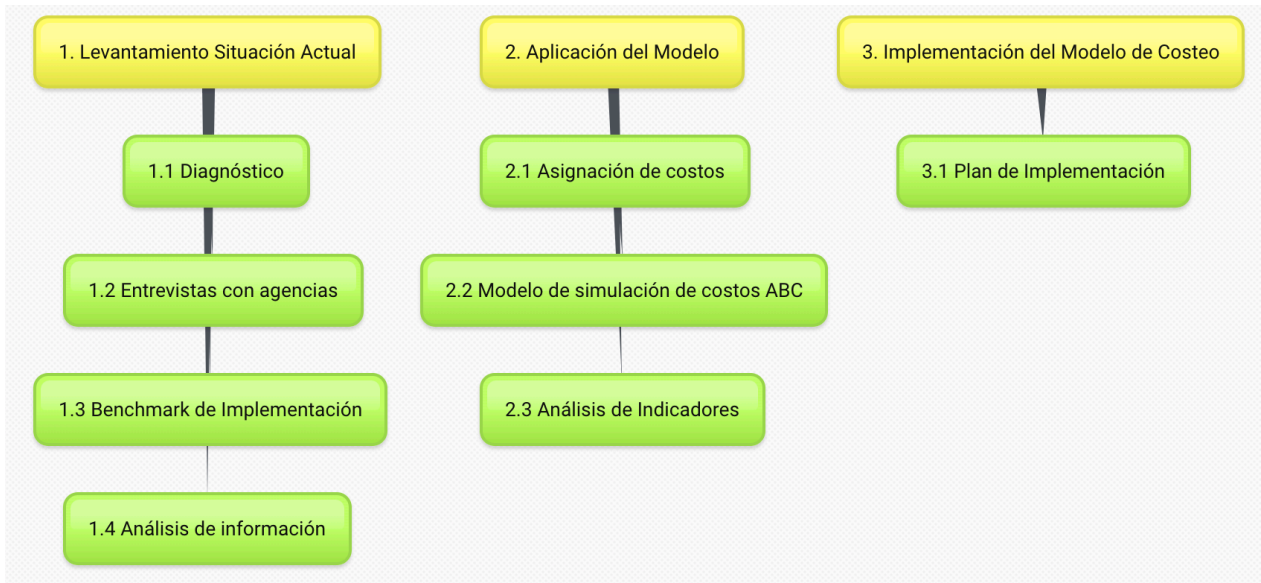 1. Levantamiento Situación Actual
1.1 Diagnóstico
1.2 Entrevistas con agencias
1.3 Benchmark de Implementación
1.4 Análisis de información
2. Aplicación del Modelo
2.1 Asignación de costos
2.2 Modelo de simulación de costos ABC
2.3 Análisis de Indicadores
3. Implementación del Modelo de Costeo
3.1 Plan de Implementación